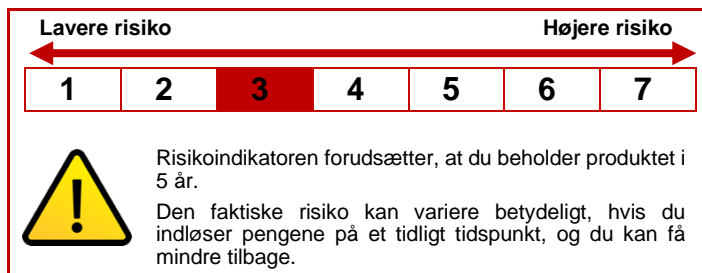 Lavere risiko Højere risiko
1 2 3 4 5 6 7
Risikoindikatoren forudsætter, at du beholder produktet i
5 år.
Den faktiske risiko kan variere betydeligt, hvis du
indløser pengene på et tidligt tidspunkt, og du kan få
mindre tilbage.